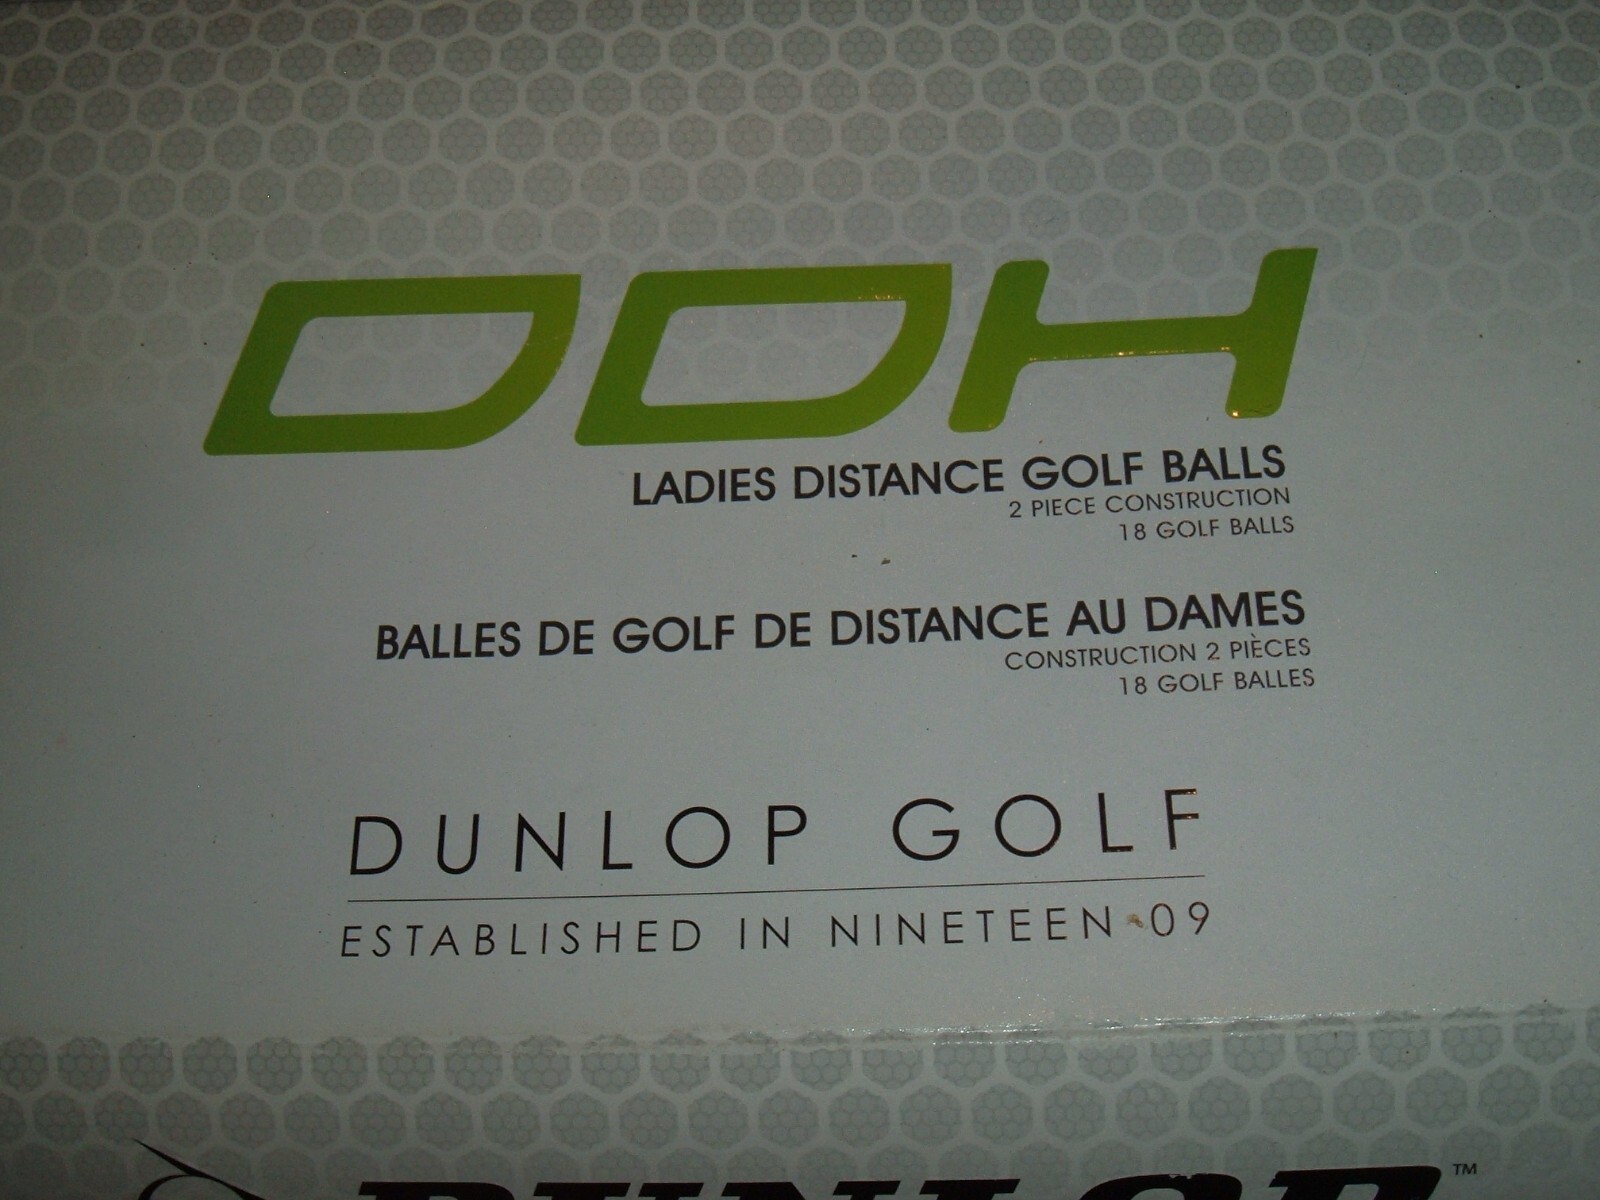 DDH
LADIES DISTANCE GOLF BALLS
2 PIECE CONSTRUCTION
18 GOLF BALLS
BALLES DE GOLF DE DISTANCE AU DAMES
CONSTRUCTION 2 PIÈCES
18 GOLF BALLES
DUNLOP GOLF
ESTABLISHED IN NINETEEN 09
DUNLOP™